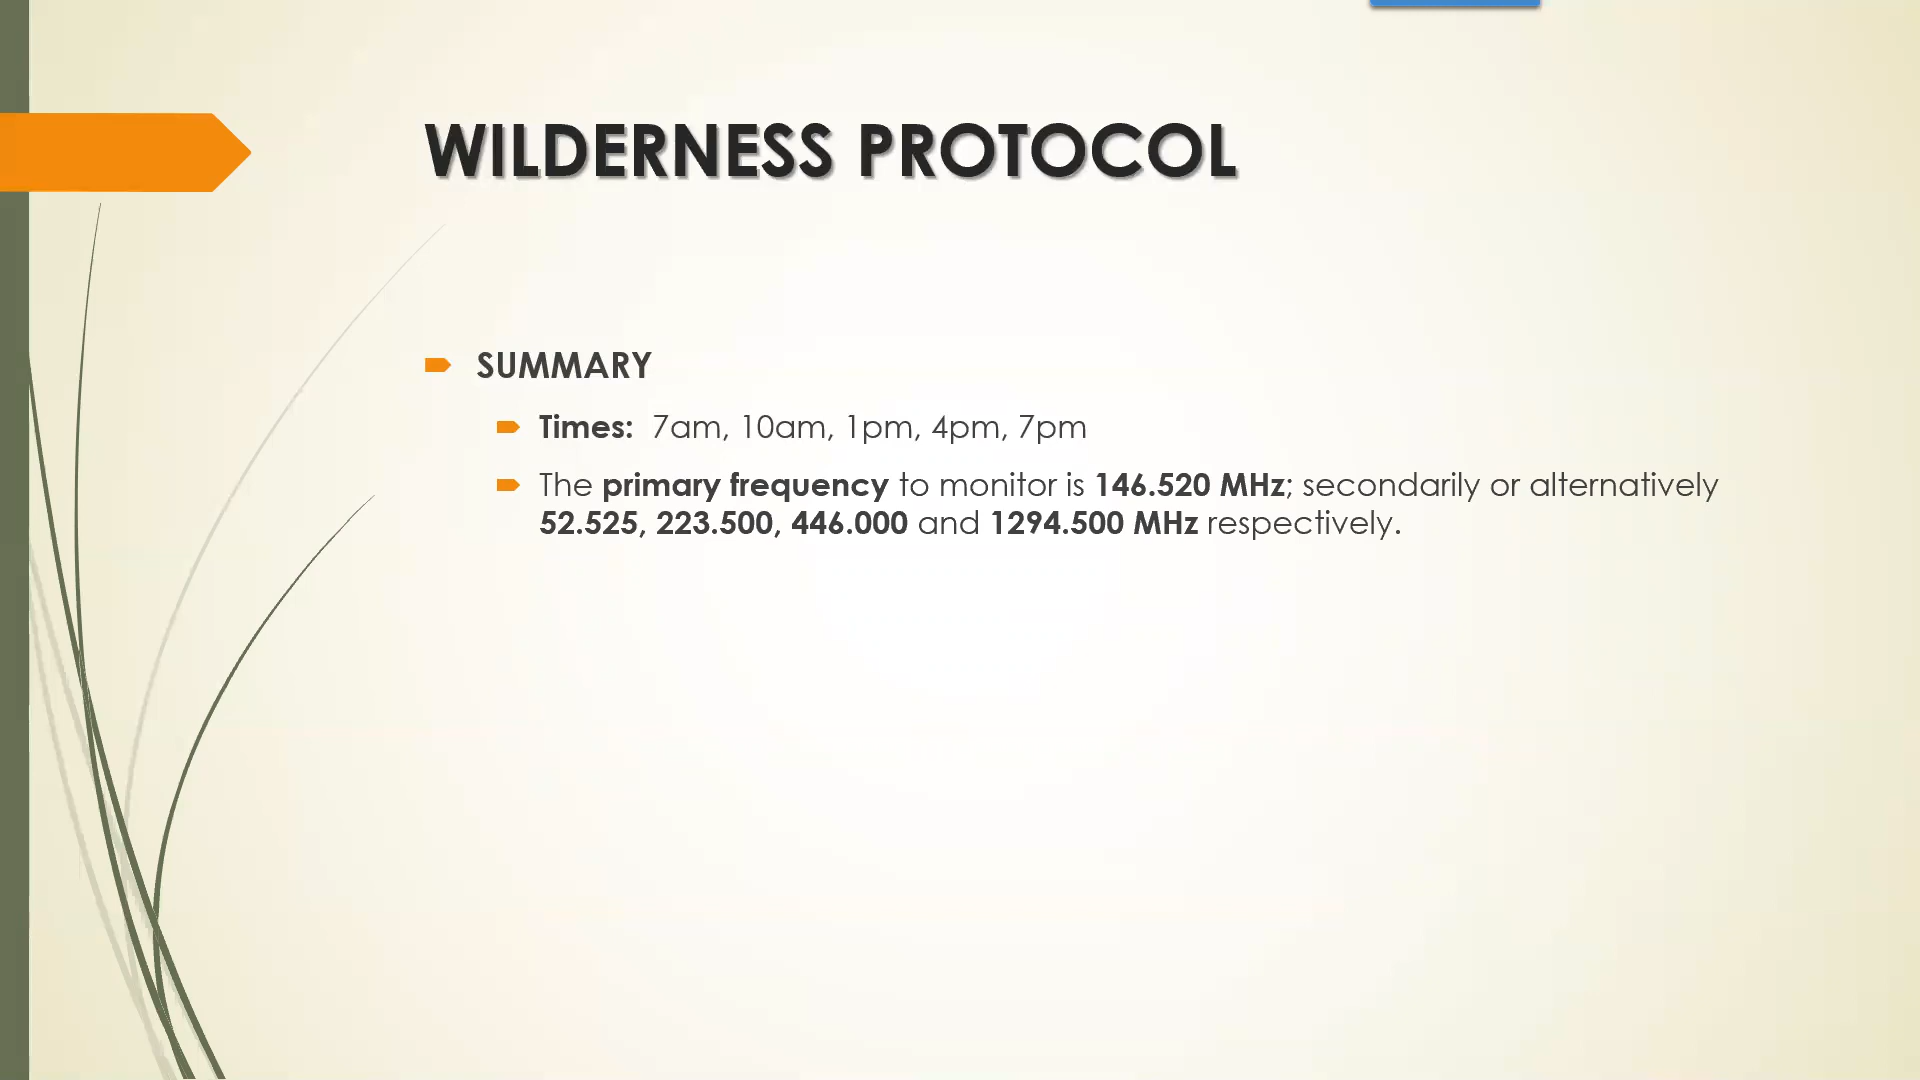 WILDERNESS PROTOCOL
SUMMARY
Times: 7am, 10am, 1pm, 4pm, 7pm
The primary frequency to monitor is 146.520 MHz; secondarily or alternatively
52.525, 223.500, 446.000 and 1294.500 MHz respectively.